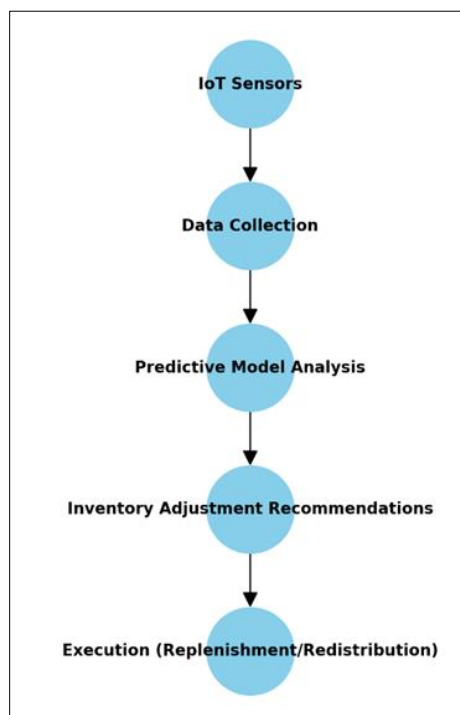 IoT Sensors
Data Collection
Predictive Model Analysis
Inventory Adjustment Recommendations
Execution (Replenishment/Redistribution)